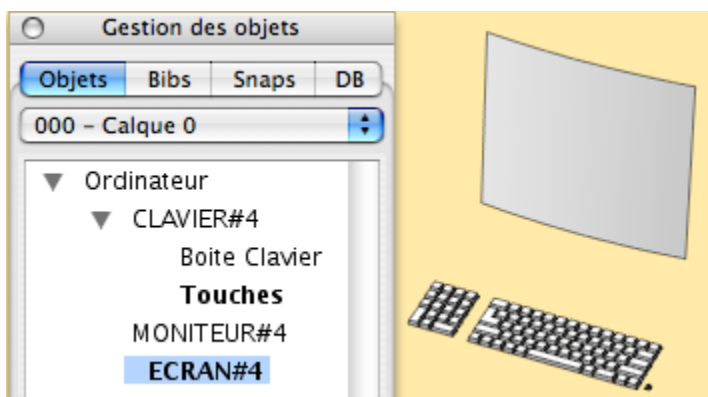 Gestion des objets
Objets Bibs Snaps DB
000 – Calque 0
Ordinateur
CLAVIER#4
Boite Clavier
Touches
MONITEUR#4
ECRAN#4